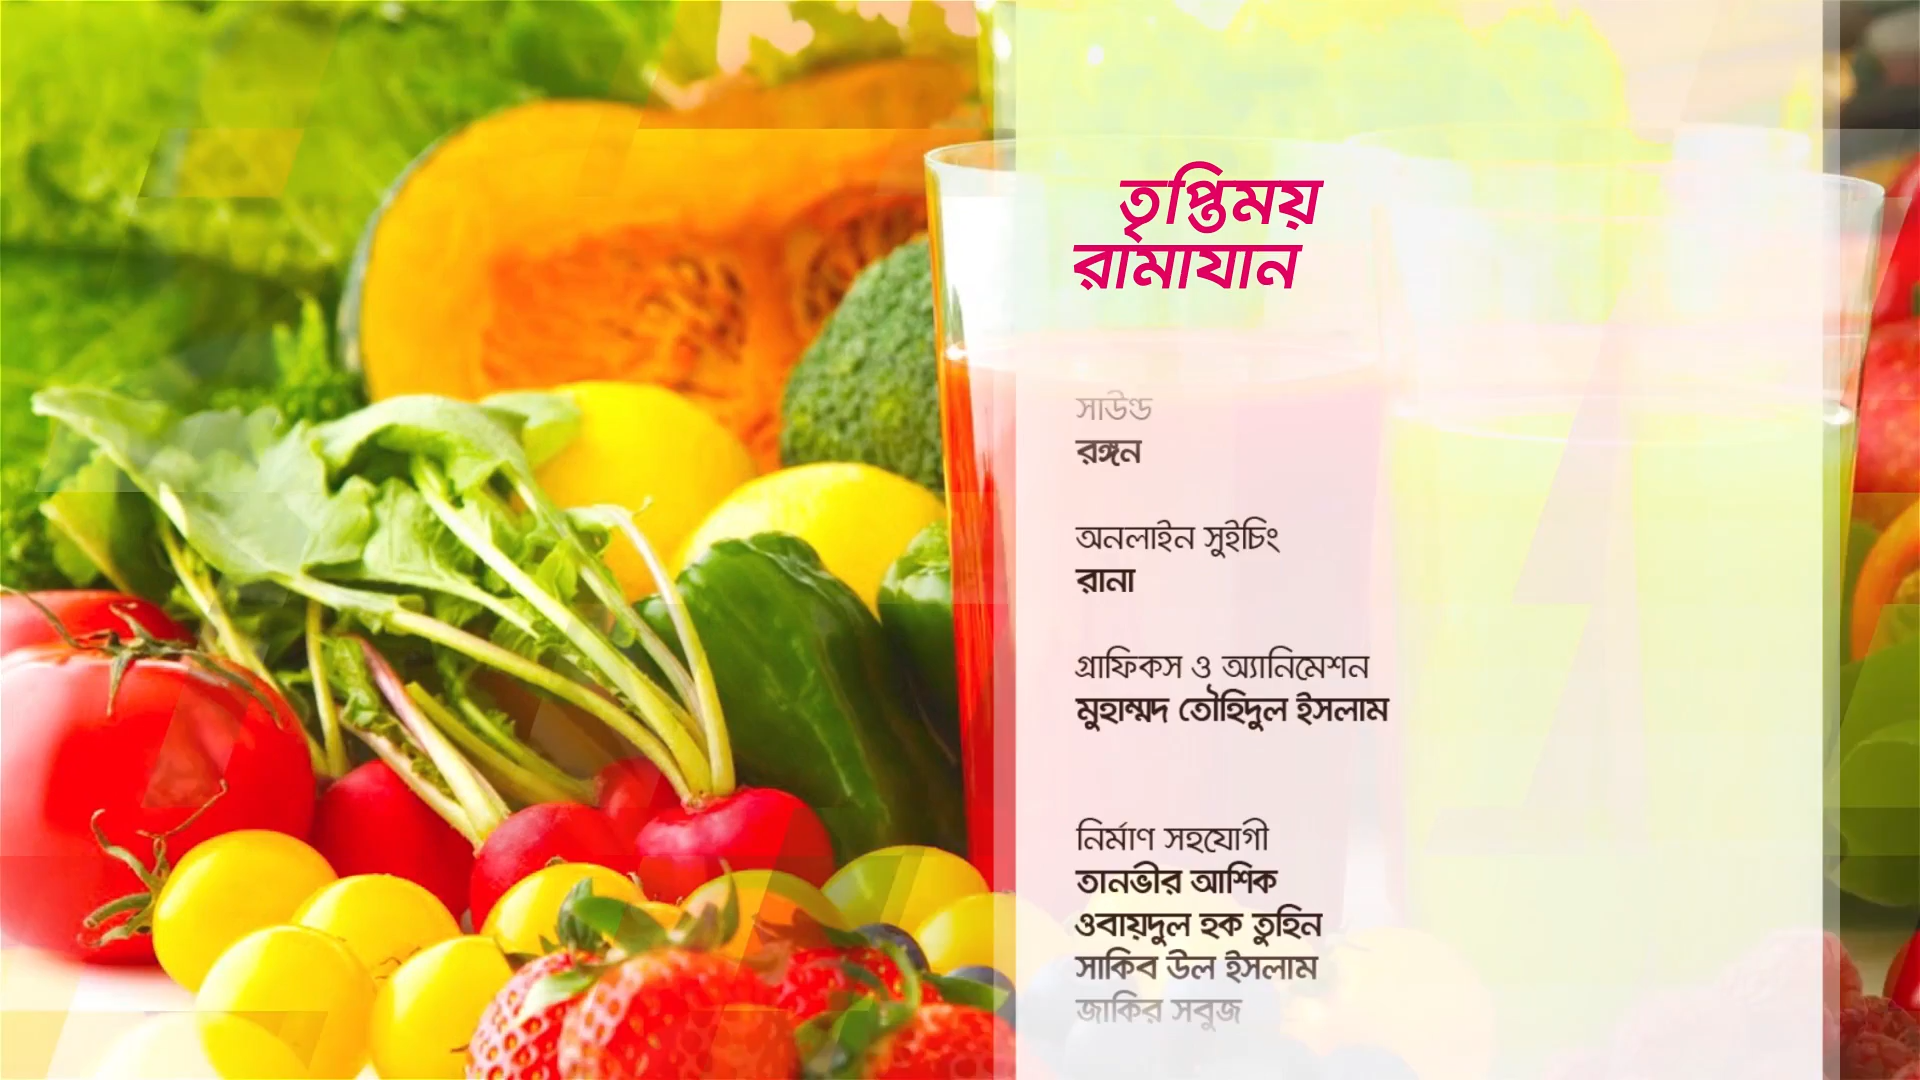 তৃপ্তিময়
রামাযান
সাউন্ড
রঙ্গন
অনলাইন সুইচিং
রানা
গ্রাফিকস ও অ্যানিমেশন
মুহাম্মদ তৌহিদুল ইসলাম
নির্মাণ সহযোগী
তানভীর আশিক
ওবায়দুল হক তুহিন
সাকিব উল ইসলাম
জাকির সবুজ